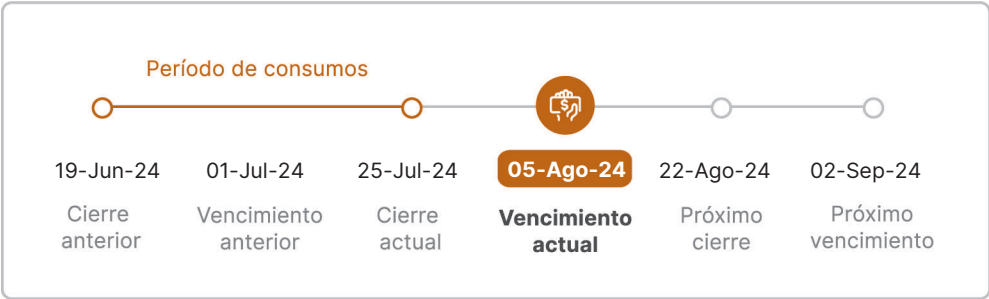 Período de consumos
$
19-Jun-24
01-Jul-24
25-Jul-24
05-Ago-24
22-Ago-24
02-Sep-24
Cierre
anterior
Vencimiento
anterior
Cierre
actual
Vencimiento
actual
Próximo
cierre
Próximo
vencimiento